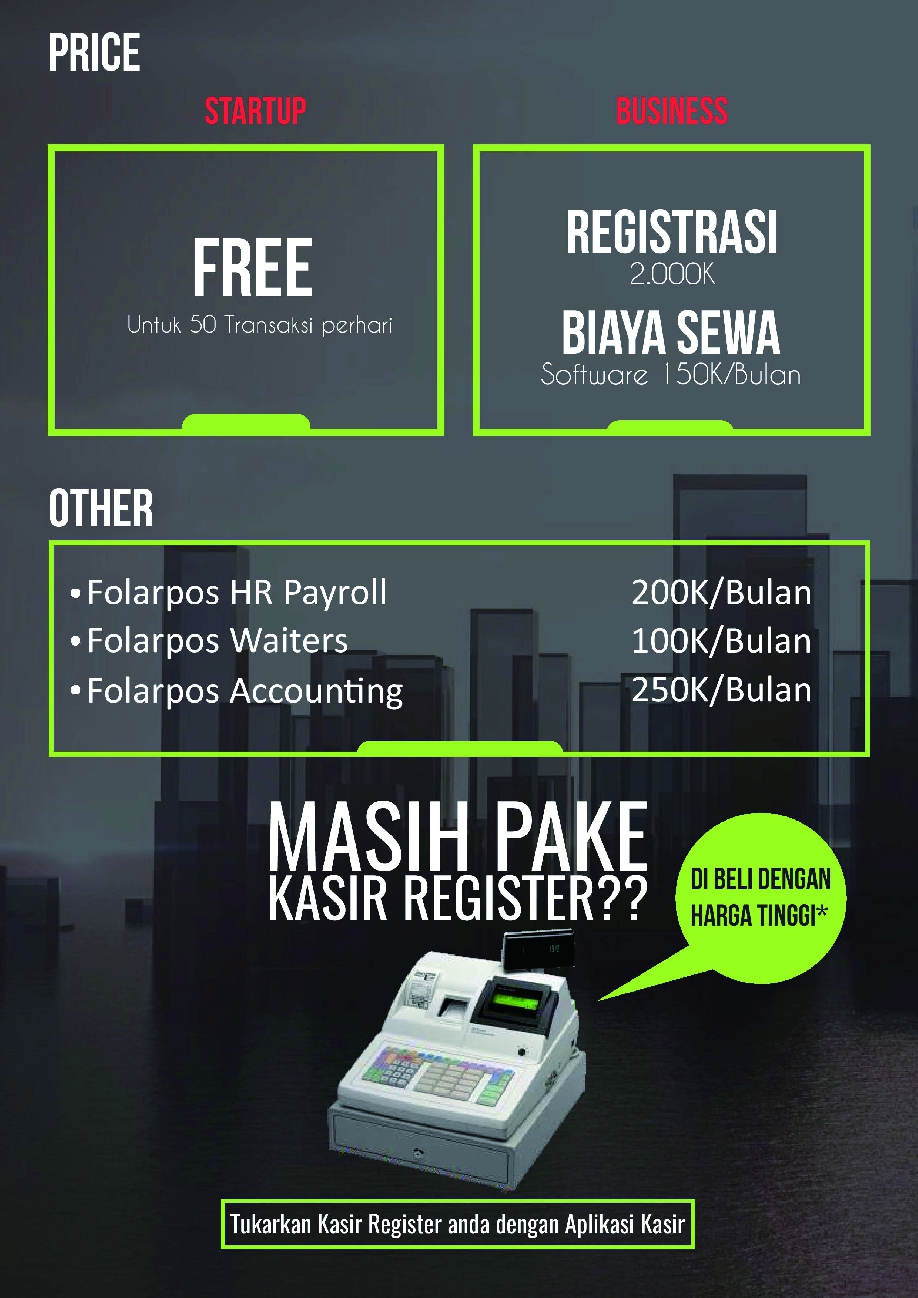 PRICE
STARTUP
FREE
Untuk 50 Transaksi perhari
BUSINESS
REGISTRASI
2.000K
BIAYA SEWA
Software 150K/Bulan
OTHER
• Folarpos HR Payroll 200K/Bulan
• Folarpos Waiters 100K/Bulan
• Folarpos Accounting 250K/Bulan
MASIH PAKE
KASIR REGISTER??
DI BELI DENGAN
HARGA TINGGI*
Tukarkan Kasir Register anda dengan Aplikasi Kasir